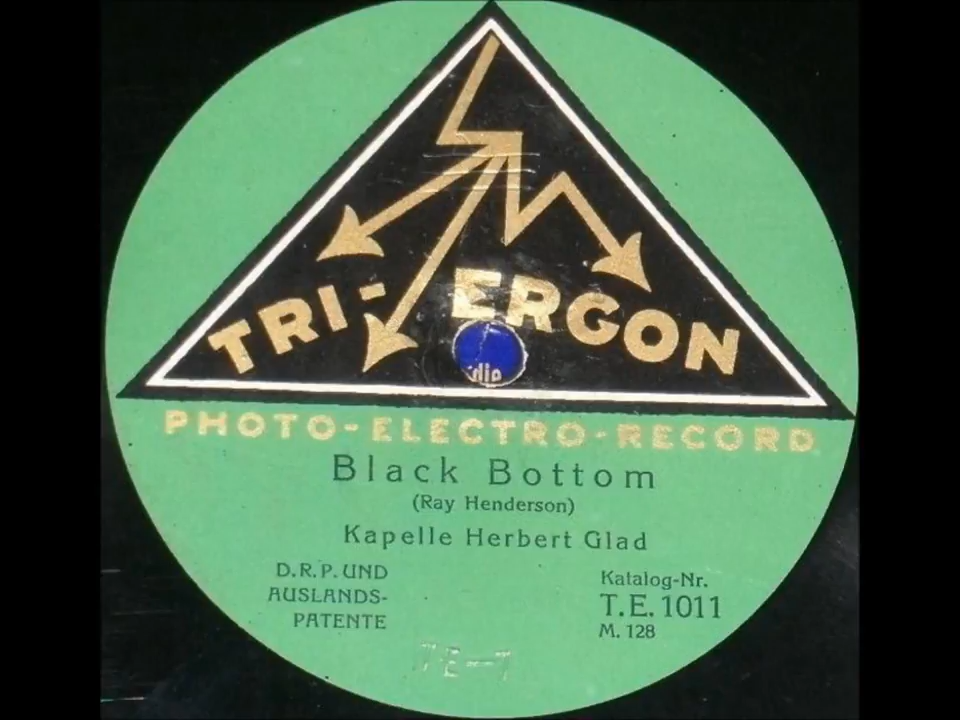 TRI-ERGON
PHOTO-ELECTRO-RECORD
Black Bottom
(Ray Henderson)
Kapelle Herbert Glad
D.R.P. UND
AUSLANDS-
PATENTE
Katalog-Nr.
T.E. 1011
M. 128